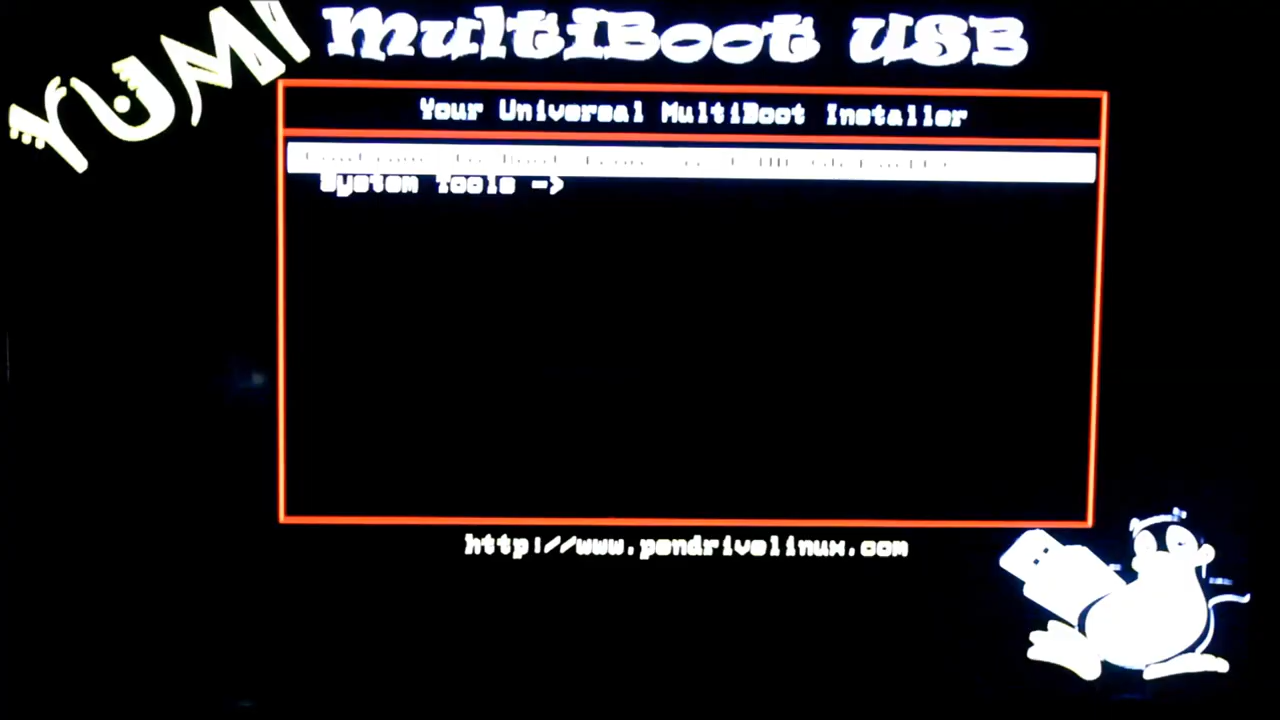 YUMI
MultiBoot USB
Your Universal MultiBoot Installer
System Tools ->
http://www.pendrivelinux.com